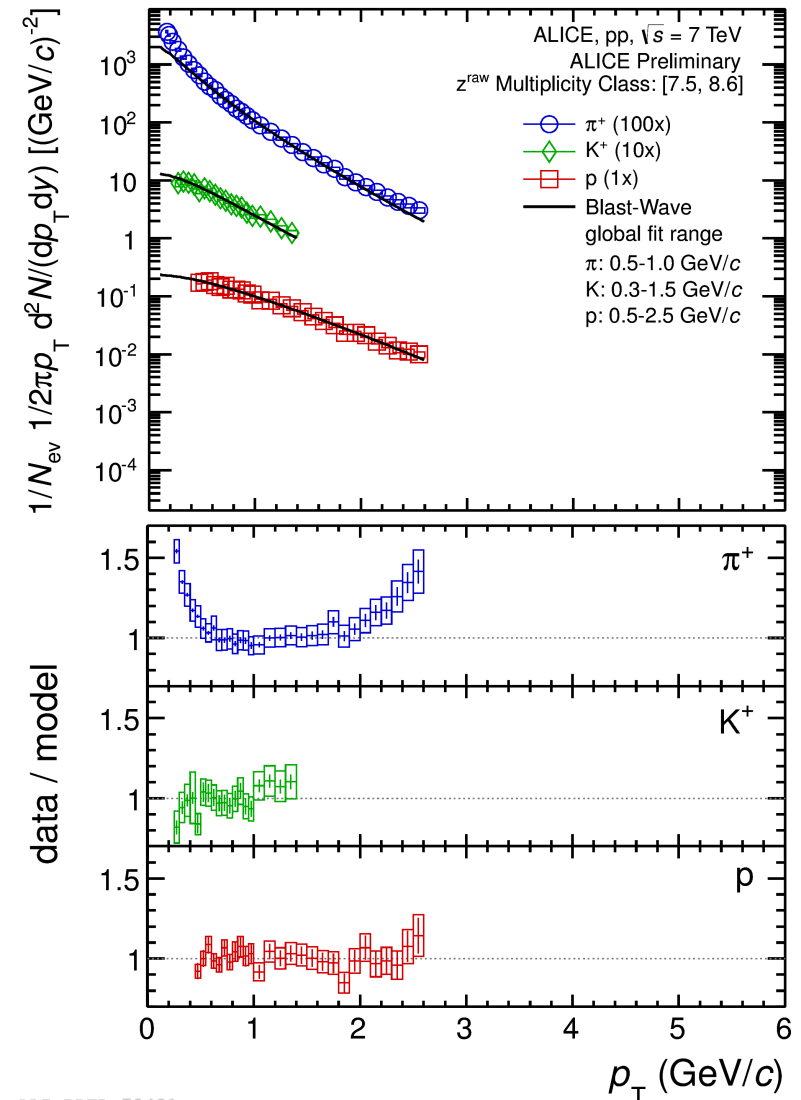 ALICE, pp, √s = 7 TeV
ALICE Preliminary
z^raw Multiplicity Class: [7.5, 8.6]
π⁺ (100x)
K⁺ (10x)
p (1x)
Blast-Wave
global fit range
π: 0.5-1.0 GeV/c
K: 0.3-1.5 GeV/c
p: 0.5-2.5 GeV/c
1/N_ev 1/2πp_T d²N/(dp_Tdy) [(GeV/c)⁻²]
10³
10²
10
1
10⁻¹
10⁻²
10⁻³
10⁻⁴
π⁺
1.5
1
K⁺
1.5
1
p
1.5
1
data / model
0 1 2 3 4 5 6
p_T (GeV/c)